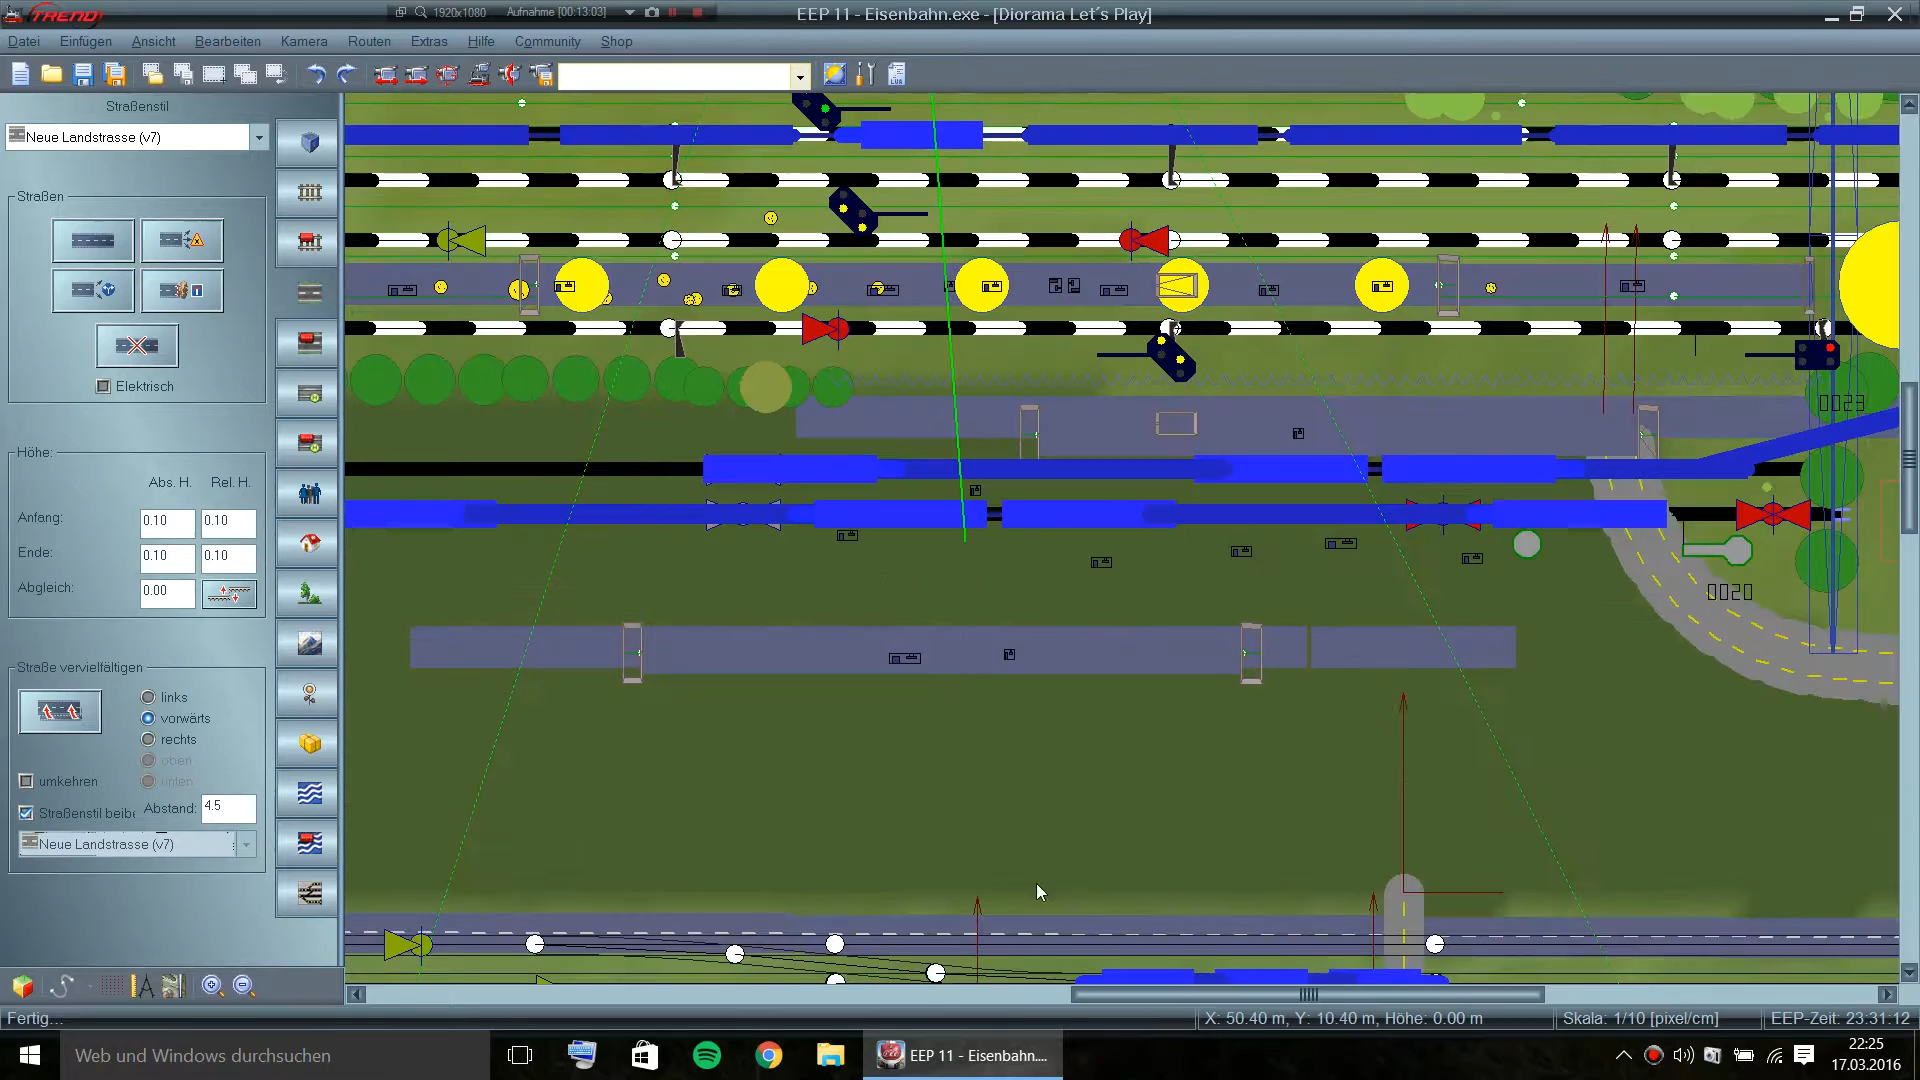 TREND
1920x1080
Aufnahme [00:13:03]
EEP 11 - Eisenbahn.exe - [Diorama Let´s Play]
Datei Einfügen Ansicht Bearbeiten Kamera Routen Extras Hilfe Community Shop
Straßenstil
Neue Landstrasse (v7)
Straßen
Elektrisch
Höhe:
Abs. H. Rel. H.
Anfang: 0.10 0.10
Ende: 0.10 0.10
Abgleich: 0.00
Straße vervielfältigen
links
vorwärts
rechts
oben
umkehren unten
Straßenstil beibe Abstand: 4.5
Neue Landstrasse (v7)
0023
0020
Fertig...
X: 50.40 m, Y: 10.40 m, Höhe: 0.00 m
Skala: 1/10 [pixel/cm]
EEP-Zeit: 23:31:12
Web und Windows durchsuchen
EEP 11 - Eisenbahn....
22:25
17.03.2016